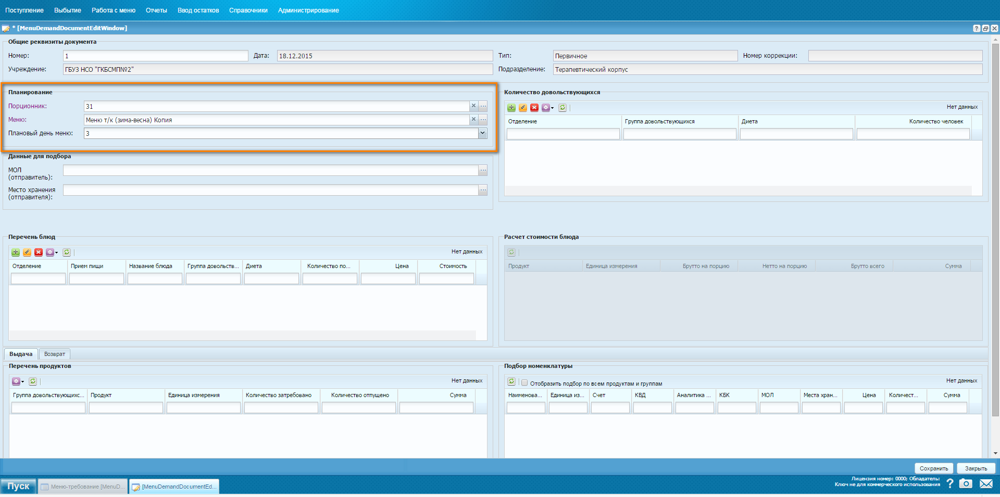 Поступление Выбытие Работа с меню Отчеты Ввод остатков Справочники Администрирование
* [MenuDemandDocumentEditWindow]
Общие реквизиты документа
Номер: 1 Дата: 18.12.2015 Тип: Первичное Номер коррекции:
Учреждение: ГБУЗ НСО "ГКБСМП№2" Подразделение: Терапевтический корпус
Планирование
Порционник: 31
Меню: Меню т/к (зима-весна) Копия
Плановый день меню: 3
Количество довольствующихся
Нет данных
Отделение Группа довольствующихся Диета Количество человек
Данные для подбора
МОЛ
(отправитель):
Место хранения
(отправителя):
Перечень блюд
Нет данных
Отделение Прием пищи Название блюда Группа довольств... Диета Количество по... Цена Стоимость
Расчет стоимости блюда
Продукт Единица измерения Брутто на порцию Нетто на порцию Брутто всего Сумма
Выдача Возврат
Перечень продуктов
Нет данных
Группа довольствующихс... Продукт Единица измерения Количество затребовано Количество отпущено Сумма
Подбор номенклатуры
Отобразить подбор по всем продуктам и группам Нет данных
Наименова... Единица из... Счет КВД Аналитика ... КБК МОЛ Места хран... Цена Количест... Сумма
Сохранить Закрыть
Пуск Меню-требование [MenuD... [MenuDemandDocumentEd...
Лицензия номер: 0000; Обладатель:
Ключ не для коммерческого использования